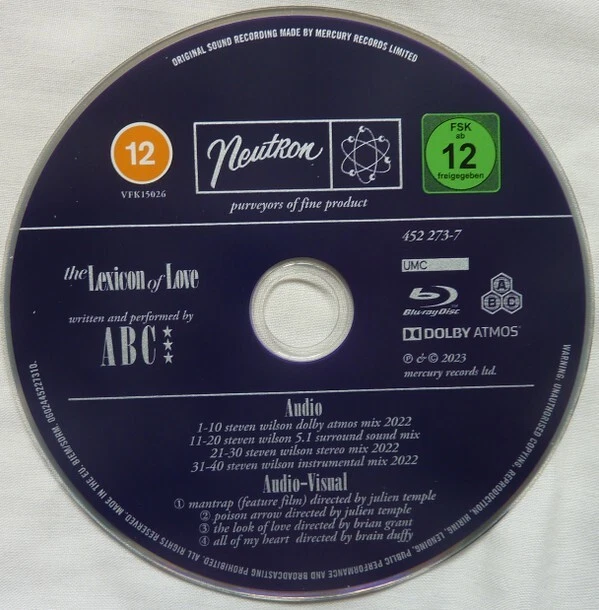 ORIGINAL SOUND RECORDING MADE BY MERCURY RECORDS LIMITED
12
VFK15026
Neutron
FSK
ab
12
freigegeben
purveyors of fine product
452 273-7
UMC
the Lexicon of Love
written and performed by
ABC
Blu-ray Disc
A
B C
DOLBY ATMOS®
℗ & © 2023
mercury records ltd.
Audio
1-10 steven wilson dolby atmos mix 2022
11-20 steven wilson 5.1 surround sound mix
21-30 steven wilson stereo mix 2022
31-40 steven wilson instrumental mix 2022
Audio-Visual
① mantrap (feature film) directed by julien temple
② poison arrow directed by julien temple
③ the look of love directed by brian grant
④ all of my heart directed by brain duffy
WARNING: UNAUTHORISED COPYING, REPRODUCTION, HIRING, LENDING, PUBLIC PERFORMANCE AND BROADCASTING PROHIBITED. ALL RIGHTS RESERVED. MADE IN THE EU. BIEM/SDRM. 060244527310.